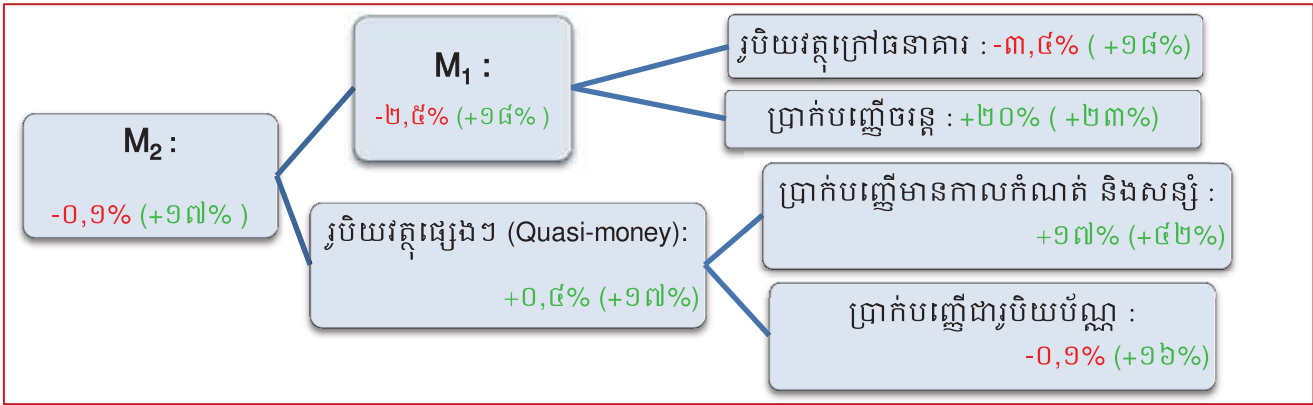 M2 :
-០,១% (+១៧% )
M1 :
-២,៥% (+១៨% )
រូបិយវត្ថុផ្សេងៗ (Quasi-money):
+០,៤% (+១៧%)
រូបិយវត្ថុក្រៅធនាគារ : -៣,៤% ( +១៨%)
ប្រាក់បញ្ញើចរន្ត : +២០% ( +២៣%)
ប្រាក់បញ្ញើមានកាលកំណត់ និងសន្សំ :
+១៧% (+៤២%)
ប្រាក់បញ្ញើជារូបិយប័ណ្ណ :
-០,១% (+១៦%)